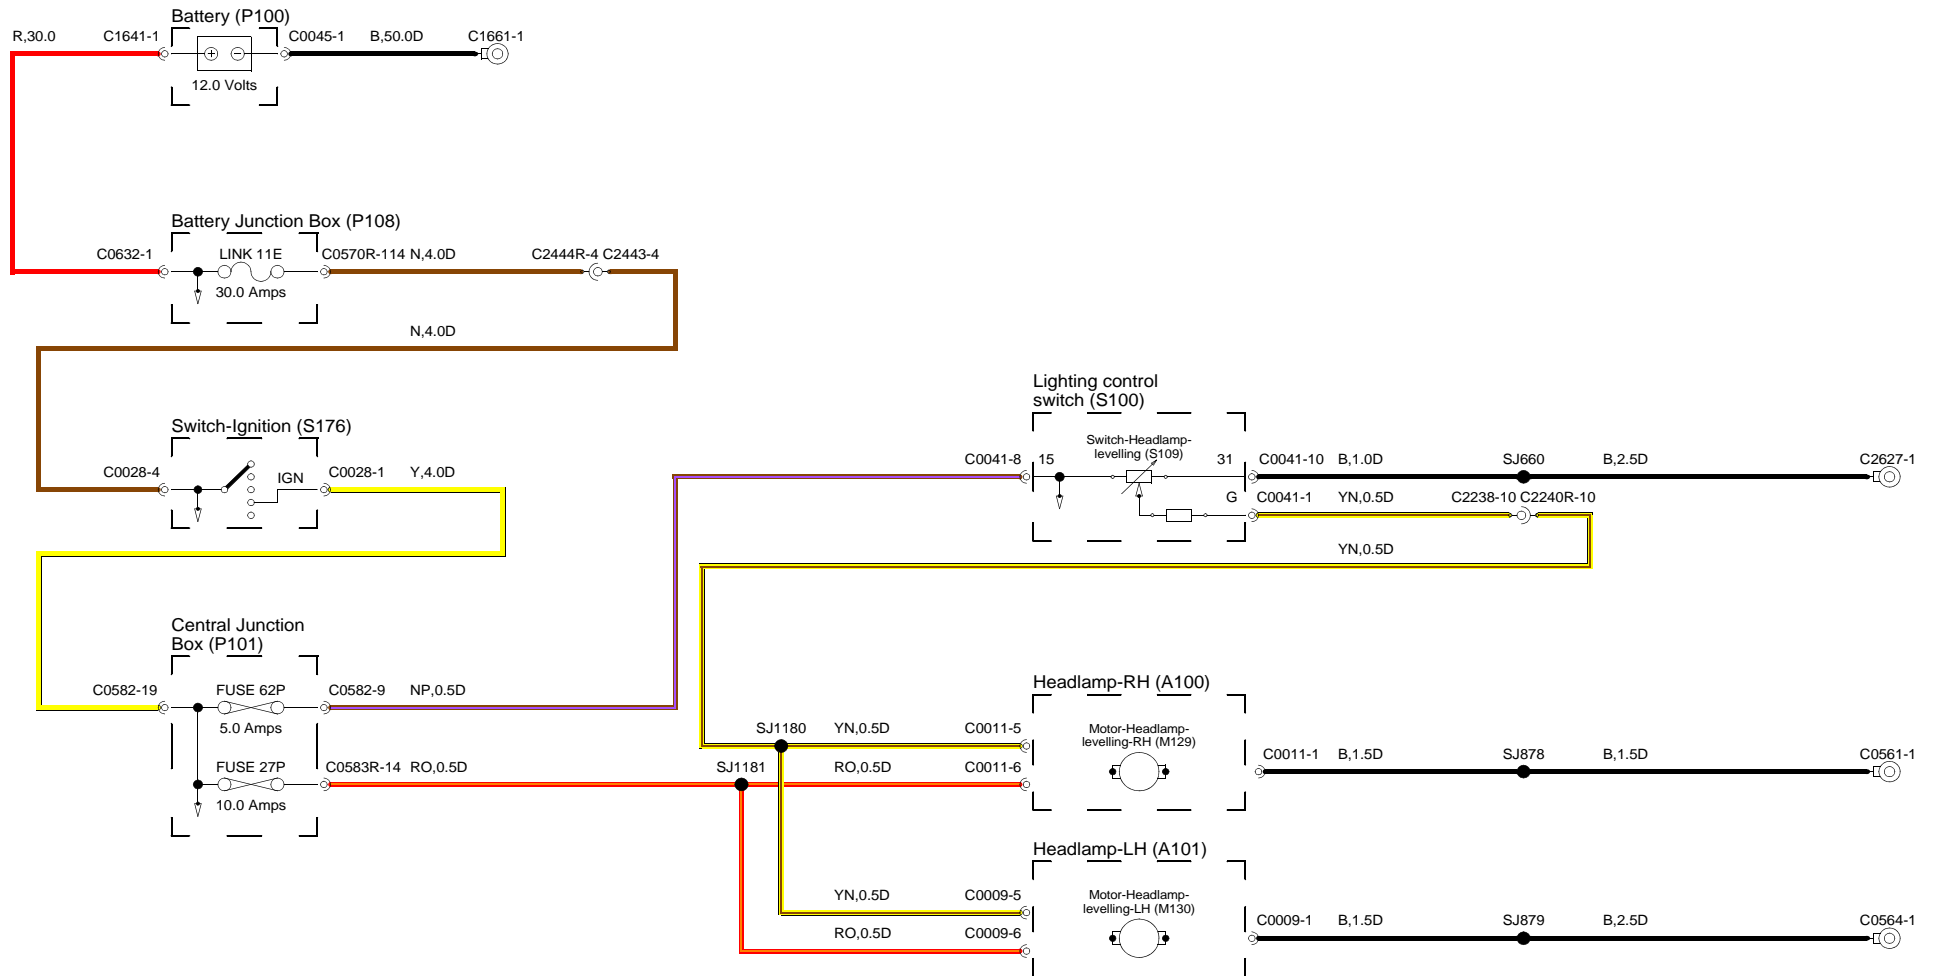 Battery (P100)
R,30.0
C1641-1
C0045-1
B,50.0D
C1661-1
12.0 Volts
Battery Junction Box (P108)
C0632-1
LINK 11E
C0570R-114
N,4.0D
C2444R-4
C2443-4
30.0 Amps
N,4.0D
Switch-Ignition (S176)
C0028-4
IGN
C0028-1
Y,4.0D
Lighting control
switch (S100)
Switch-Headlamp-
levelling (S109)
C0041-8
15
31
C0041-10
B,1.0D
SJ660
B,2.5D
C2627-1
G
C0041-1
YN,0.5D
C2238-10
C2240R-10
YN,0.5D
Central Junction
Box (P101)
C0582-19
FUSE 62P
C0582-9
NP,0.5D
5.0 Amps
FUSE 27P
C0583R-14
RO,0.5D
10.0 Amps
SJ1181
SJ1180
YN,0.5D
C0011-5
RO,0.5D
C0011-6
Headlamp-RH (A100)
Motor-Headlamp-
levelling-RH (M129)
C0011-1
B,1.5D
SJ878
B,1.5D
C0561-1
Headlamp-LH (A101)
YN,0.5D
C0009-5
RO,0.5D
C0009-6
Motor-Headlamp-
levelling-LH (M130)
C0009-1
B,1.5D
SJ879
B,2.5D
C0564-1